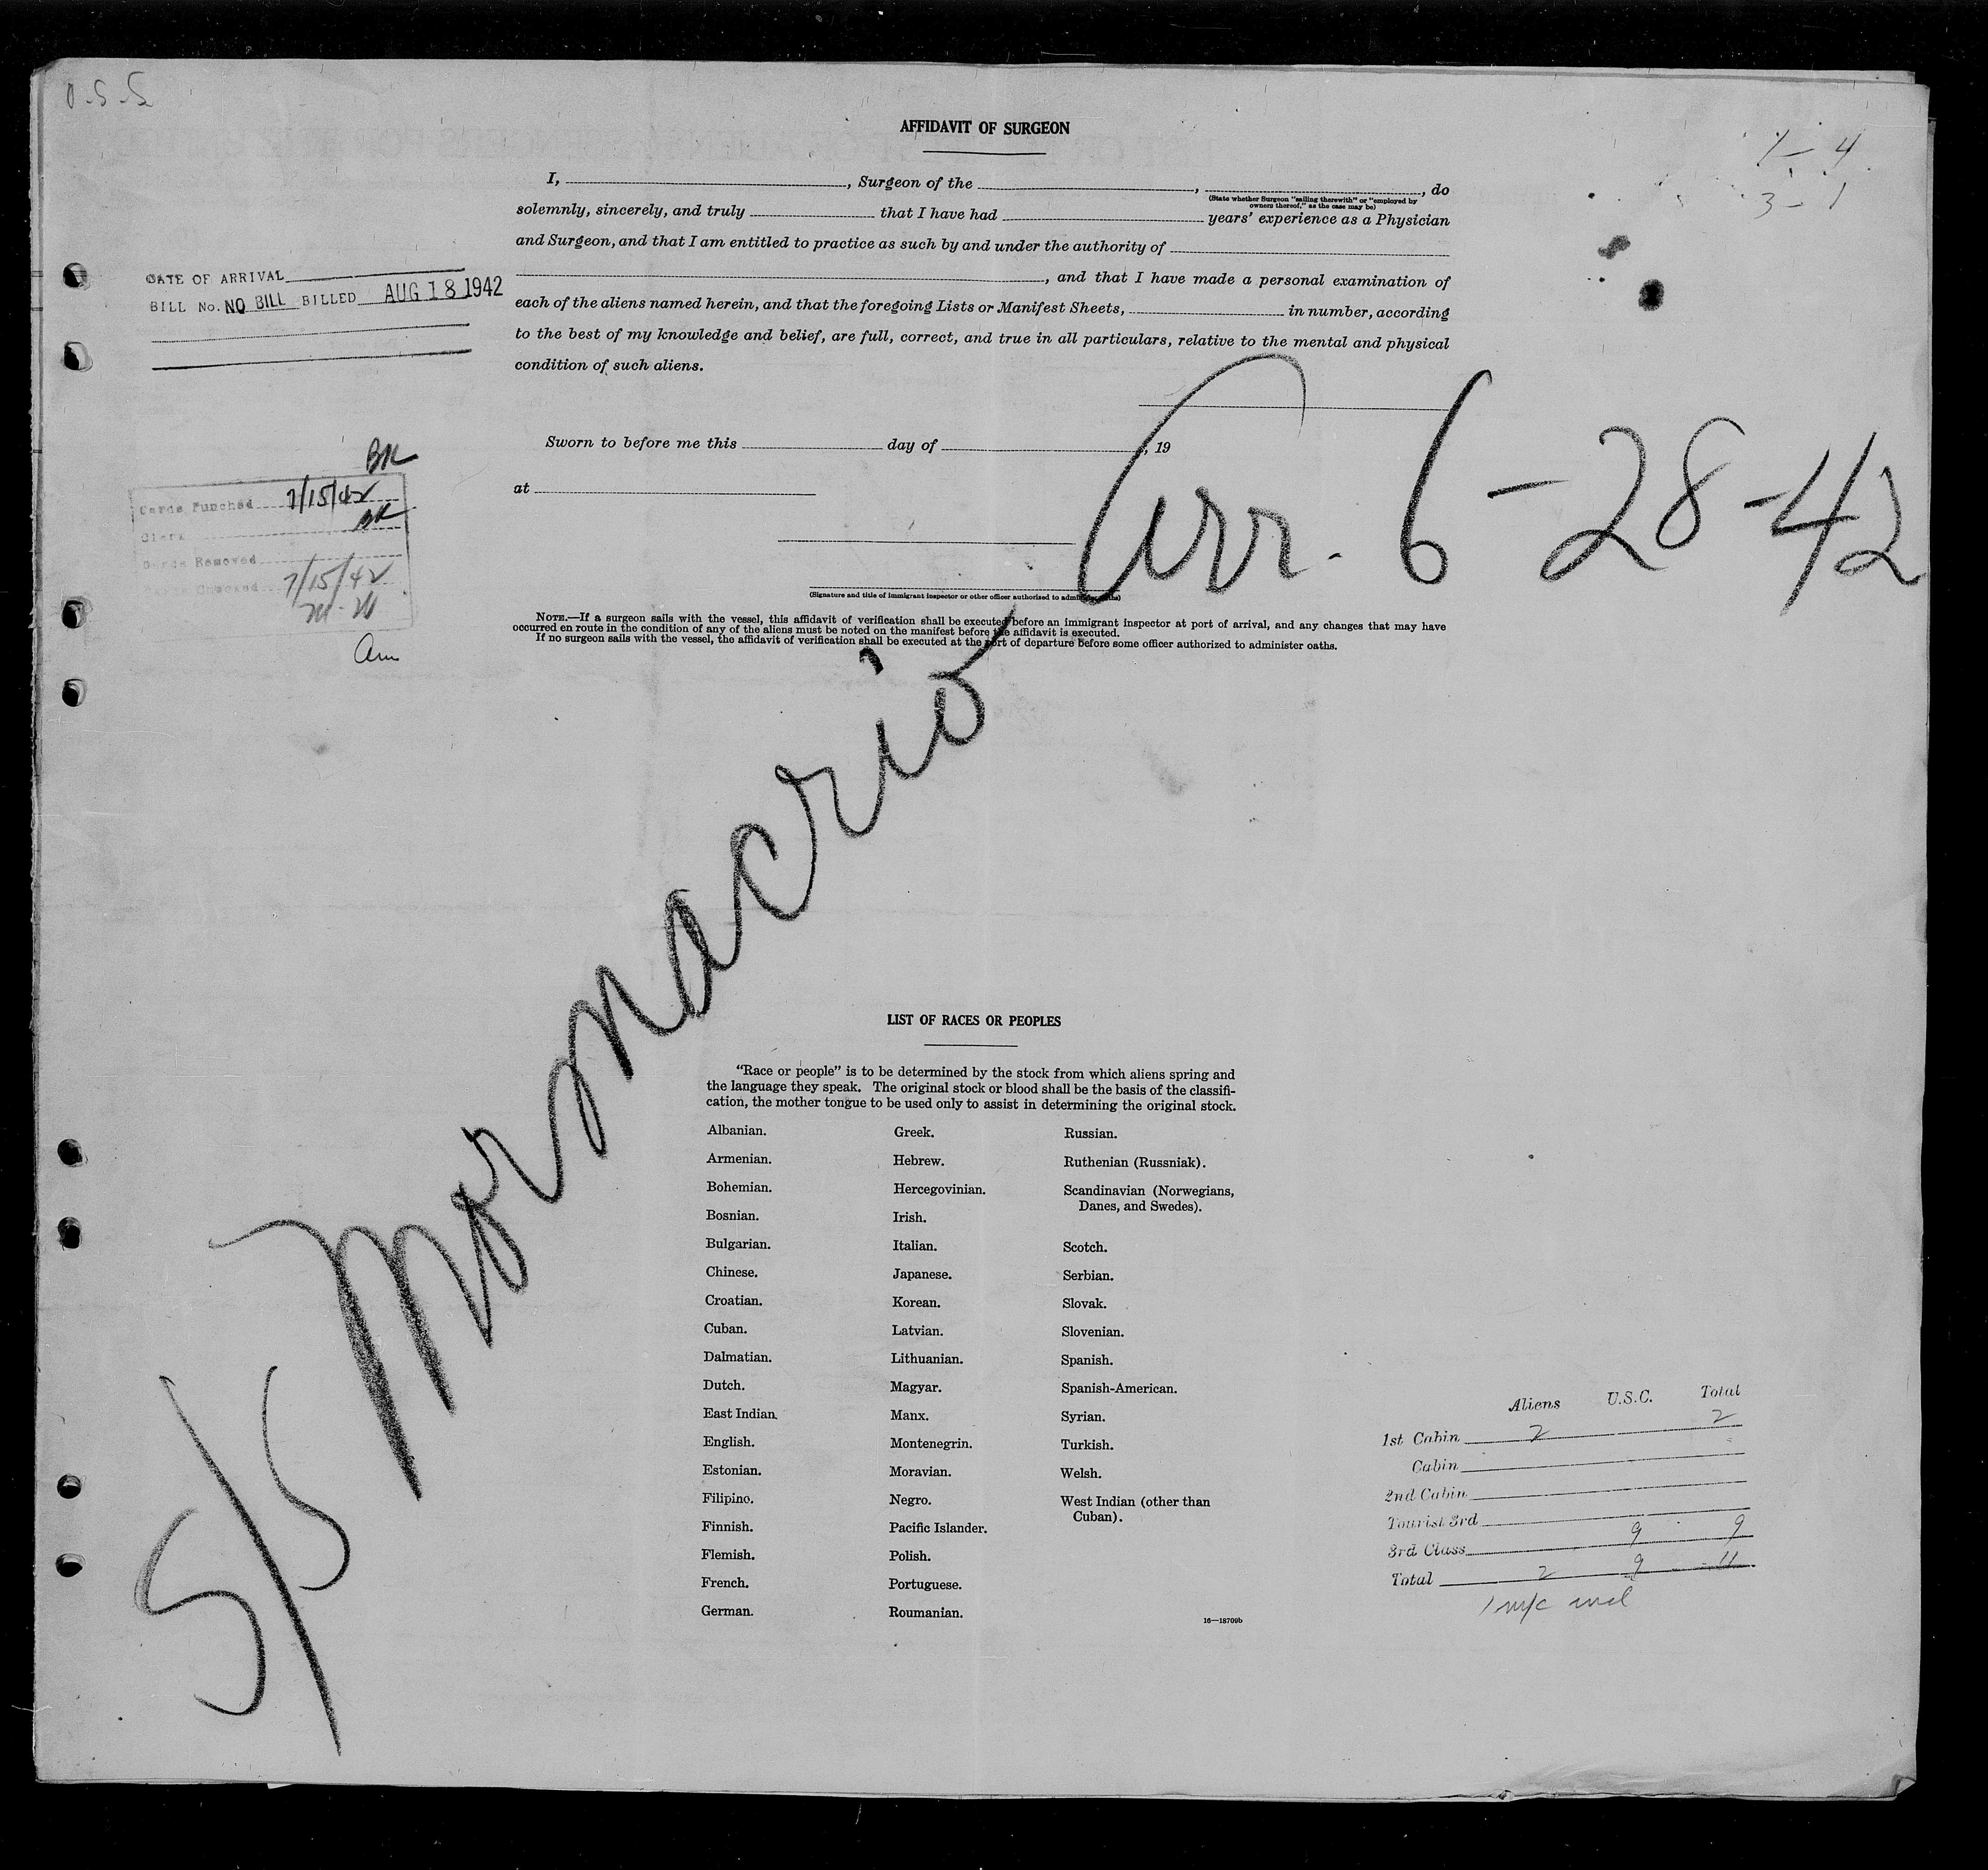 O.S.S
1 - 4
3 - 1
AFFIDAVIT OF SURGEON
I, , Surgeon of the , , do
(State whether Surgeon "sailing therewith" or "employed by
owners thereof," as the case may be)
solemnly, sincerely, and truly that I have had years' experience as a Physician
and Surgeon, and that I am entitled to practice as such by and under the authority of
, and that I have made a personal examination of
each of the aliens named herein, and that the foregoing Lists or Manifest Sheets, in number, according
to the best of my knowledge and belief, are full, correct, and true in all particulars, relative to the mental and physical
condition of such aliens.
DATE OF ARRIVAL
BILL No. NO BILL BILLED AUG 18 1942
Sworn to before me this day of , 19
at
Arr. 6-28-42
BK
Cards Punched 7/15/42
Clerk BK
Cards Removed
Cards Checked 7/15/42
(Signature and title of immigrant inspector or other officer authorized to administer oaths)
NOTE.—If a surgeon sails with the vessel, this affidavit of verification shall be executed before an immigrant inspector at port of arrival, and any changes that may have
occurred en route in the condition of any of the aliens must be noted on the manifest before the affidavit is executed.
If no surgeon sails with the vessel, the affidavit of verification shall be executed at the port of departure before some officer authorized to administer oaths.
S/S Mormacrio
LIST OF RACES OR PEOPLES
"Race or people" is to be determined by the stock from which aliens spring and
the language they speak. The original stock or blood shall be the basis of the classifi-
cation, the mother tongue to be used only to assist in determining the original stock.
Albanian.
Armenian.
Bohemian.
Bosnian.
Bulgarian.
Chinese.
Croatian.
Cuban.
Dalmatian.
Dutch.
East Indian.
English.
Estonian.
Filipino.
Finnish.
Flemish.
French.
German.
Greek.
Hebrew.
Hercegovinian.
Irish.
Italian.
Japanese.
Korean.
Latvian.
Lithuanian.
Magyar.
Manx.
Montenegrin.
Moravian.
Negro.
Pacific Islander.
Polish.
Portuguese.
Roumanian.
Russian.
Ruthenian (Russniak).
Scandinavian (Norwegians,
Danes, and Swedes).
Scotch.
Serbian.
Slovak.
Slovenian.
Spanish.
Spanish-American.
Syrian.
Turkish.
Welsh.
West Indian (other than
Cuban).
16—18709b
Aliens U.S.C. Total
1st Cabin 2 2
Cabin
2nd Cabin
Tourist 3rd
3rd Class 9 9
Total 2 9 11